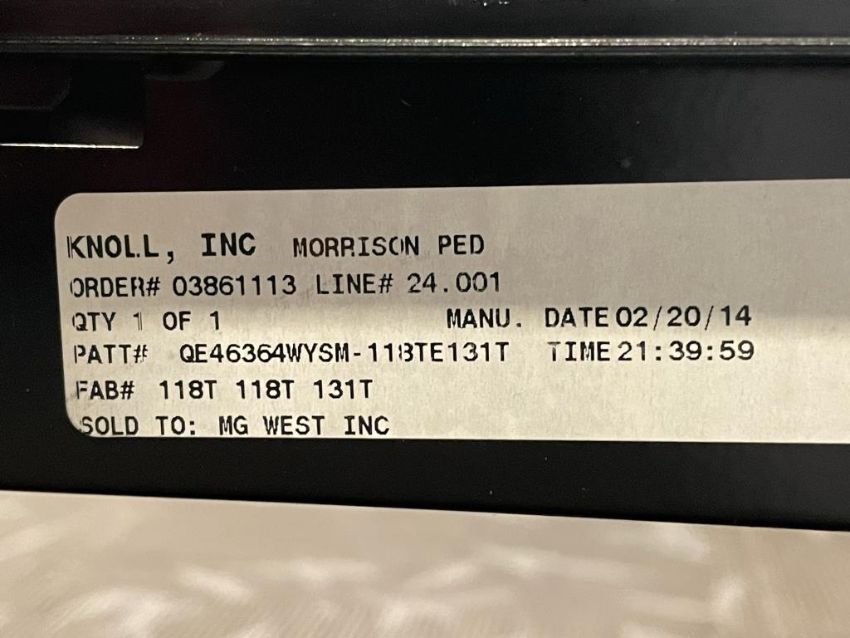 KNOLL, INC MORRISON PED
ORDER# 03861113 LINE# 24.001
QTY 1 OF 1 MANU. DATE 02/20/14
PATT# QE46364WYSM-118TE131T TIME 21:39:59
FAB# 118T 118T 131T
SOLD TO: MG WEST INC